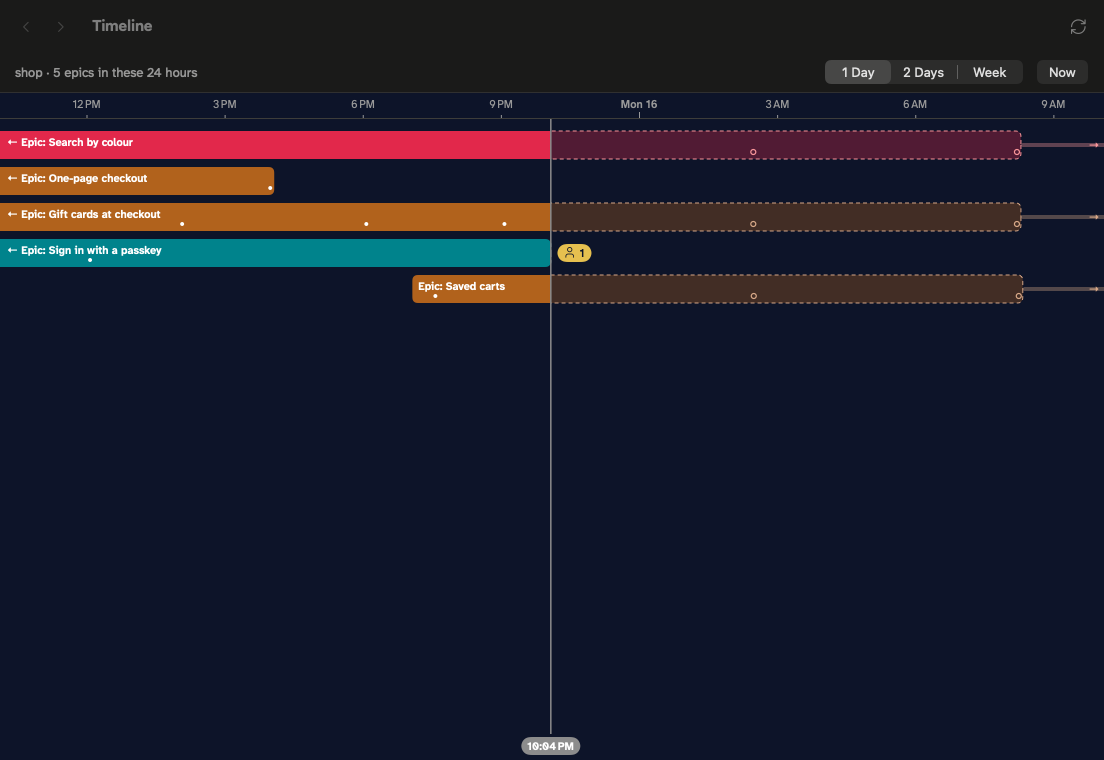 Timeline
shop · 5 epics in these 24 hours
1 Day
2 Days
Week
Now
12 PM
3 PM
6 PM
9 PM
Mon 16
3 AM
6 AM
9 AM
← Epic: Search by colour
← Epic: One-page checkout
← Epic: Gift cards at checkout
← Epic: Sign in with a passkey
1
Epic: Saved carts
10:04 PM